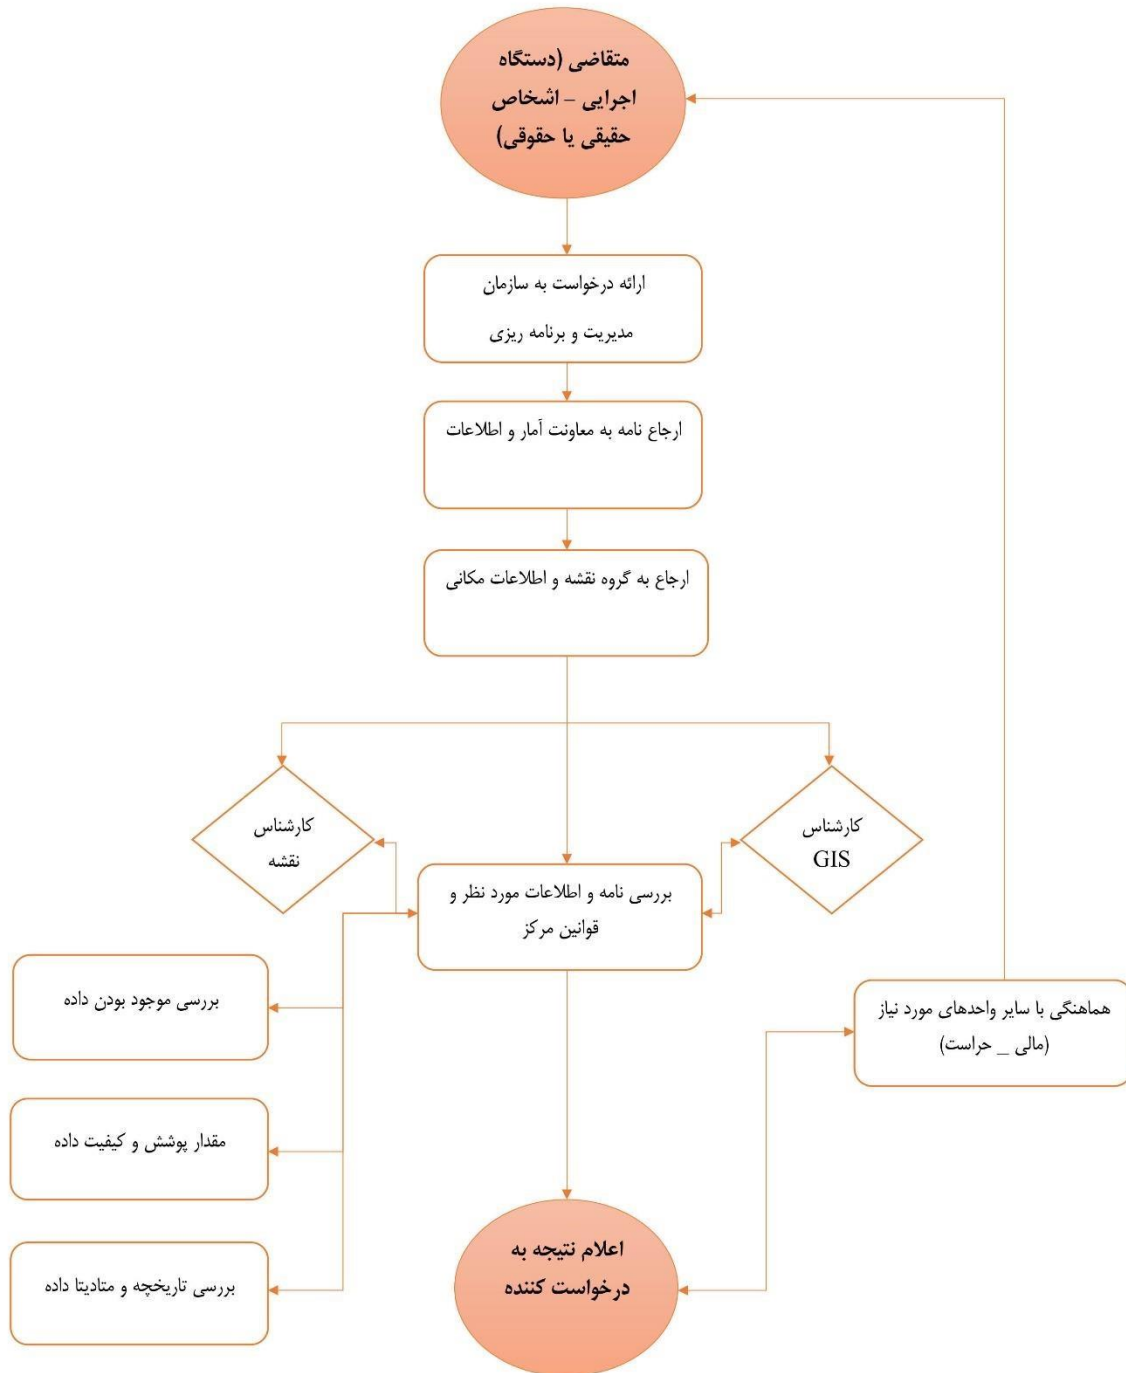 متقاضی (دستگاه
اجرایی – اشخاص
حقیقی یا حقوقی)
ارائه درخواست به سازمان
مدیریت و برنامه ریزی
ارجاع نامه به معاونت آمار و اطلاعات
ارجاع به گروه نقشه و اطلاعات مکانی
کارشناس
GIS
کارشناس
نقشه
بررسی نامه و اطلاعات مورد نظر و
قوانین مرکز
بررسی موجود بودن داده
هماهنگی با سایر واحدهای مورد نیاز
(مالی _ حراست)
مقدار پوشش و کیفیت داده
بررسی تاریخچه و متادیتا داده
اعلام نتیجه به
درخواست کننده